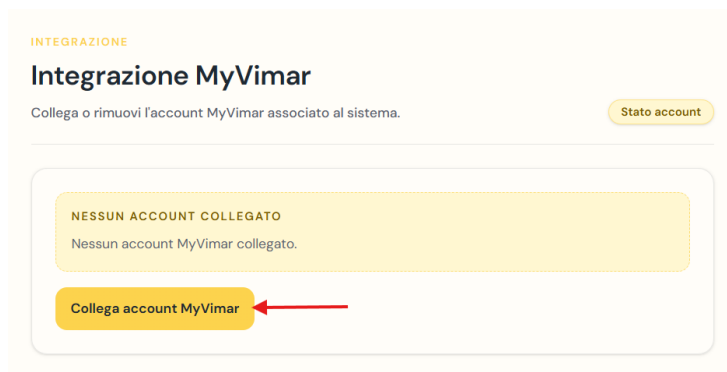 INTEGRAZIONE
Integrazione MyVimar
Collega o rimuovi l'account MyVimar associato al sistema.
Stato account
NESSUN ACCOUNT COLLEGATO
Nessun account MyVimar collegato.
Collega account MyVimar